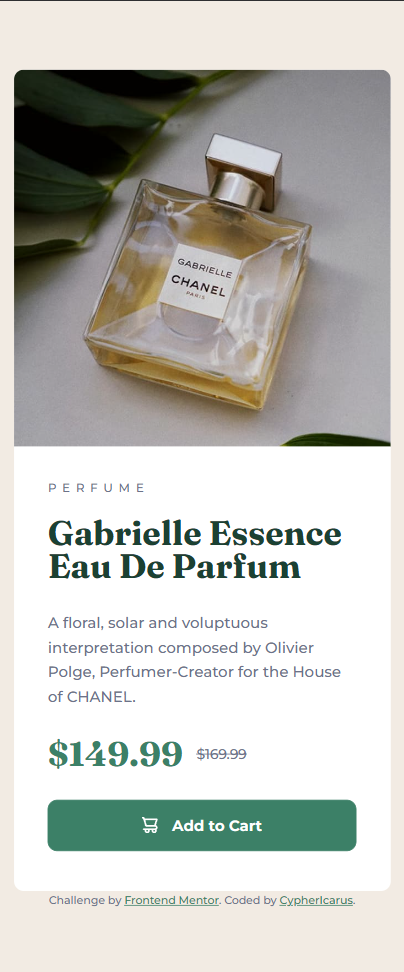 GABRIELLE
CHANEL
PARIS
PERFUME
Gabrielle Essence
Eau De Parfum
A floral, solar and voluptuous
interpretation composed by Olivier
Polge, Perfumer-Creator for the House
of CHANEL.
$149.99 $169.99
Add to Cart
Challenge by Frontend Mentor. Coded by CypherIcarus.